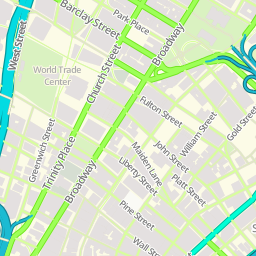 Park Place
Barclay Street
West Street
Broadway
Church Street
World Trade
Center
Fulton Street
Gold Street
William Street
Greenwich Street
John Street
Trinity Place
Maiden Lane
Broadway
Liberty Street
Platt Street
Pine Street
Wall Street